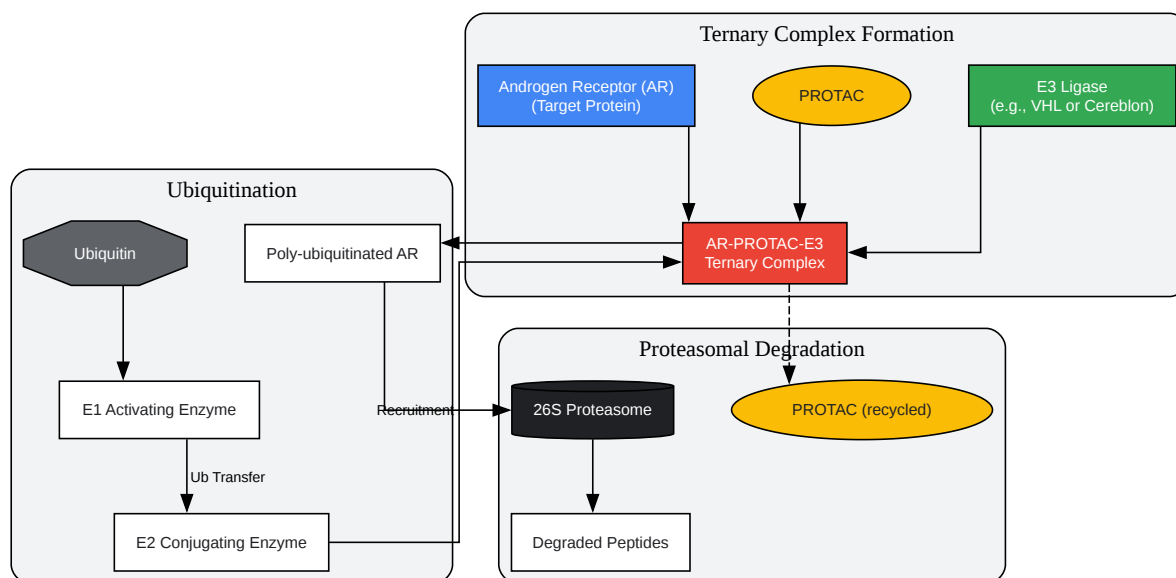 Ternary Complex Formation
Androgen Receptor (AR)
(Target Protein)
PROTAC
E3 Ligase
(e.g., VHL or Cereblon)
AR-PROTAC-E3
Ternary Complex
Ubiquitination
Ubiquitin
Poly-ubiquitinated AR
E1 Activating Enzyme
Ub Transfer
E2 Conjugating Enzyme
Recruitment
Proteasomal Degradation
26S Proteasome
PROTAC (recycled)
Degraded Peptides